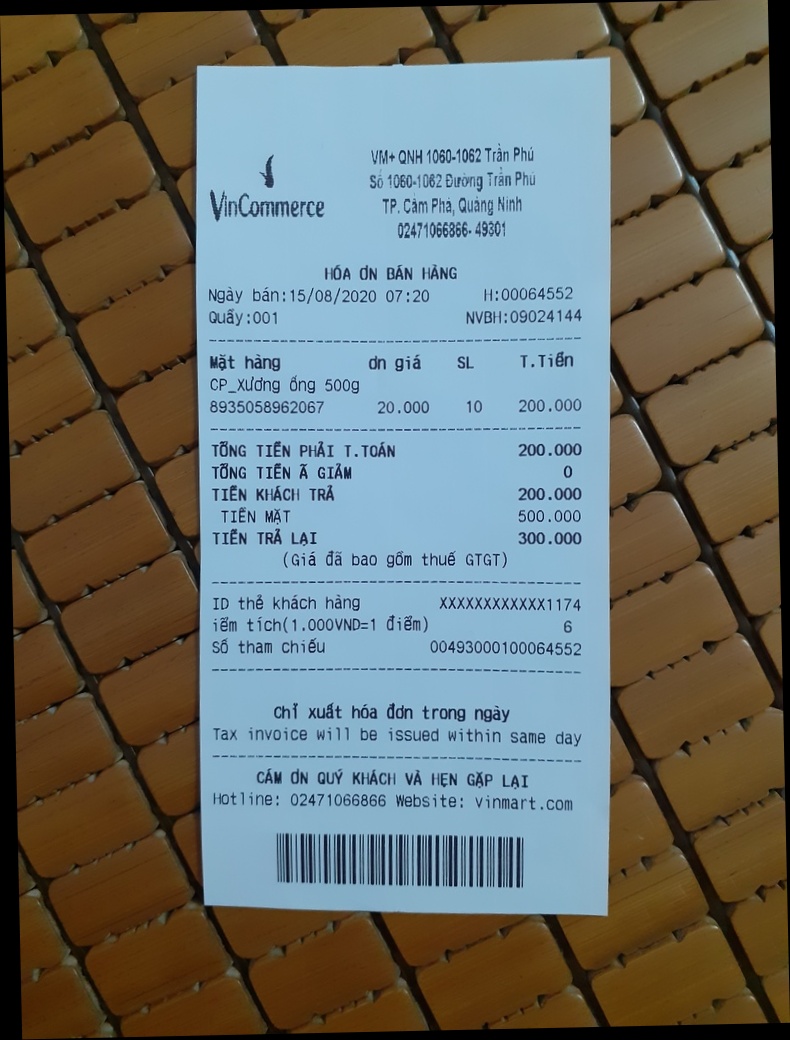 VinCommerce
VM+ QNH 1060-1062 Trần Phú
Số 1060-1062 Đường Trần Phú
TP. Cẩm Phả, Quảng Ninh
02471066866- 49301
HÓA ƠN BÁN HÀNG
Ngày bán:15/08/2020 07:20 H:00064552
Quầy:001 NVBH:09024144
Mặt hàng ơn giá SL T.Tiền
CP_Xương ống 500g
8935058962067 20.000 10 200.000
TỔNG TIỀN PHẢI T.TOÁN 200.000
TỔNG TIỀN Ã GIẢM 0
TIỀN KHÁCH TRẢ 200.000
TIỀN MẶT 500.000
TIỀN TRẢ LẠI 300.000
(Giá đã bao gồm thuế GTGT)
ID thẻ khách hàng XXXXXXXXXXXX1174
iểm tích(1.000VND=1 điểm) 6
Số tham chiếu 00493000100064552
Chỉ xuất hóa đơn trong ngày
Tax invoice will be issued within same day
CÁM ƠN QUÝ KHÁCH VÀ HẸN GẶP LẠI
Hotline: 02471066866 Website: vinmart.com